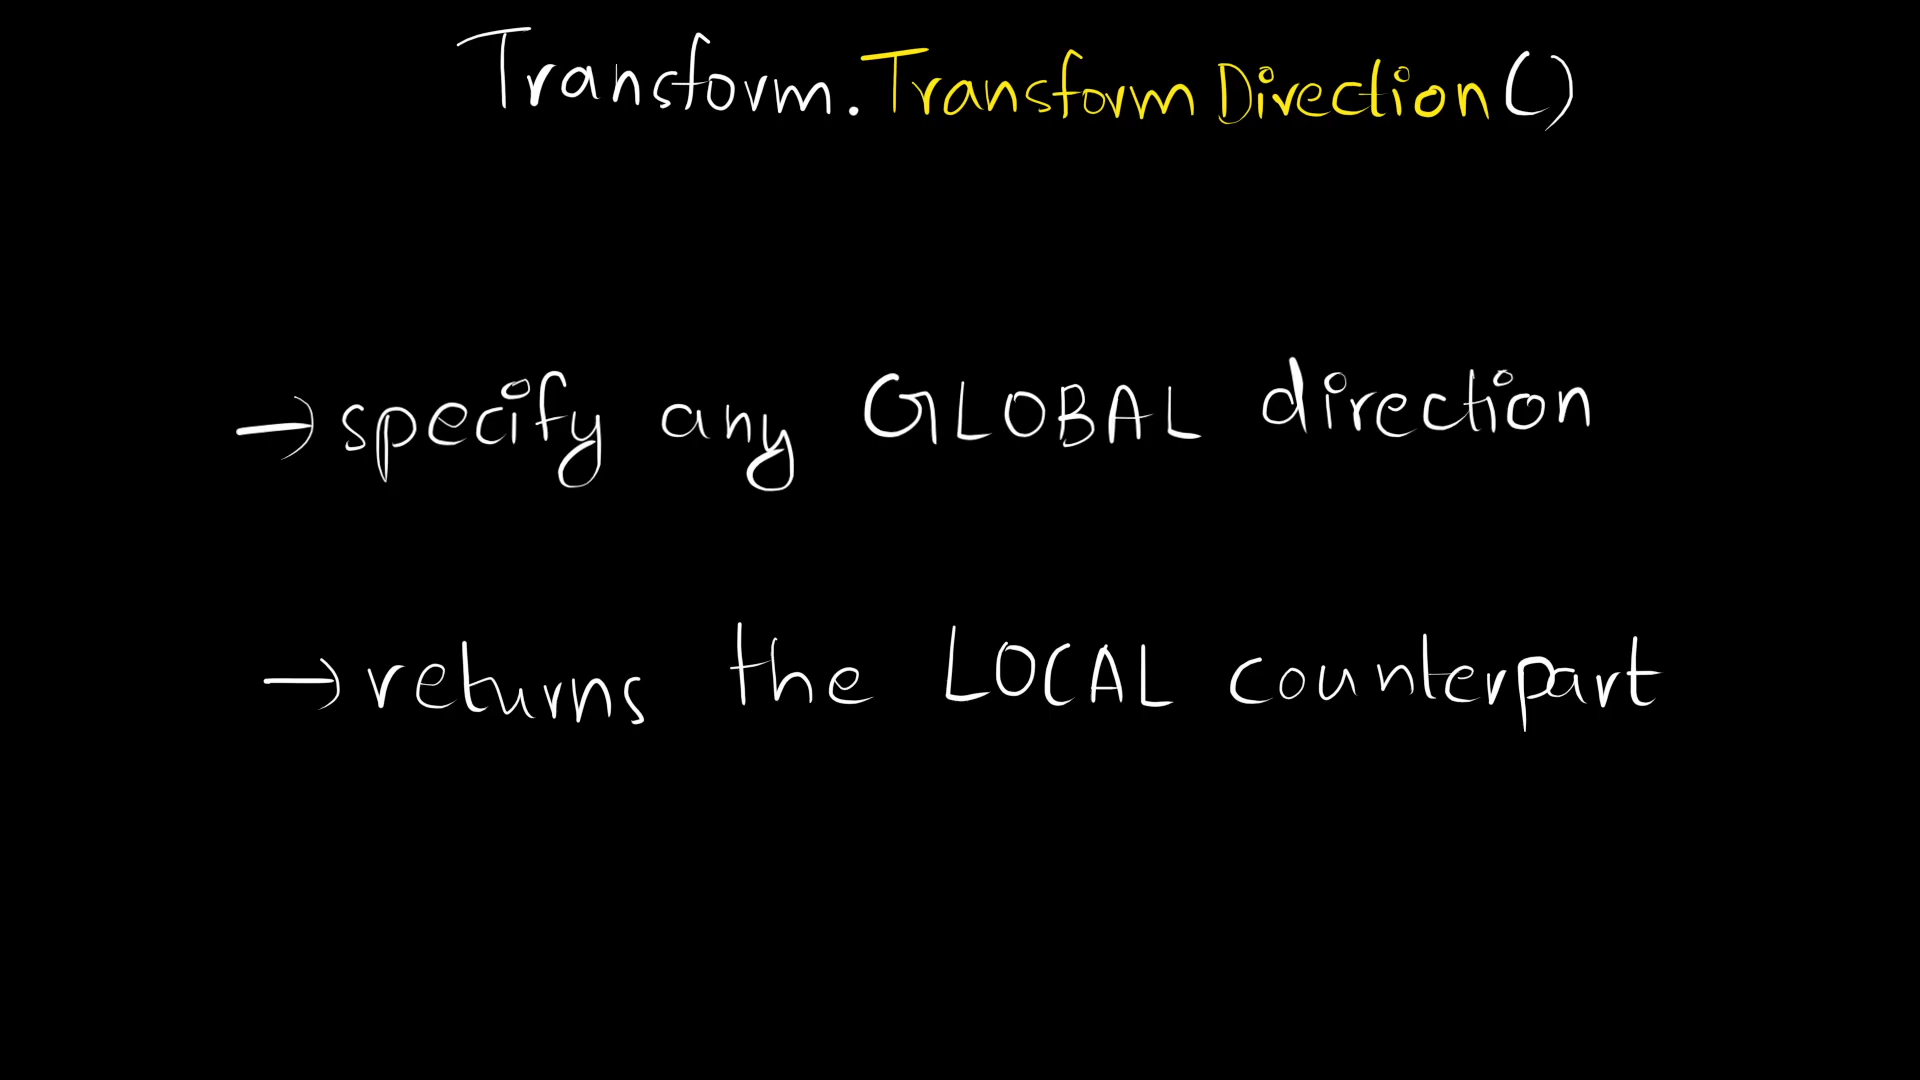 Transform.TransformDirection()
→ specify any GLOBAL direction
→ returns the LOCAL counterpart